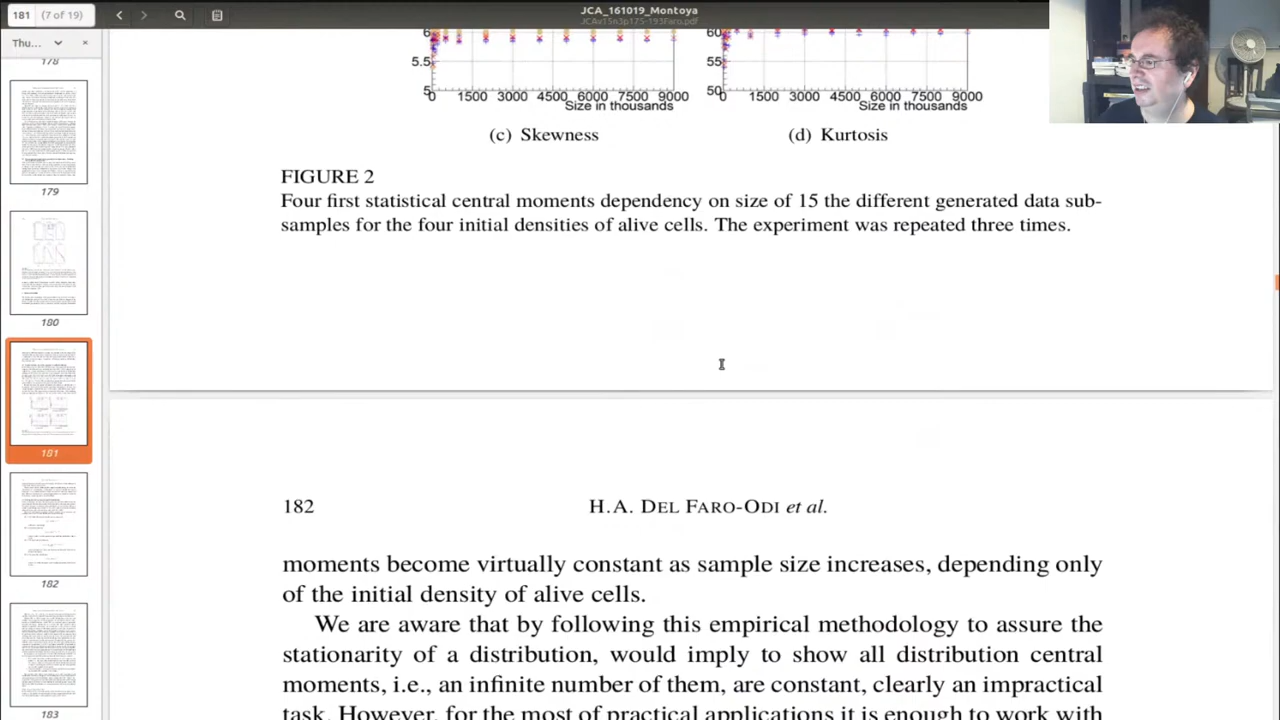 181 (7 of 19)
JCA_161019_Montoya
JCAv15n3p175-193Faro.pdf
Thu...
178
179
180
181
182
183
6
5.5
5
0 1500 3000 4500 6000 7500 9000
Size in thousands
(c) Skewness
60
55
50
0 1500 3000 4500 6000 7500 9000
Size in thousands
(d) Kurtosis
FIGURE 2
Four first statistical central moments dependency on size of 15 the different generated data sub-
samples for the four initial densities of alive cells. The experiment was repeated three times.
182
H.A. DEL FARO-ODI et al.
moments become virtually constant as sample size increases, depending only
of the initial density of alive cells.
We are aware that by following this empirical methodology to assure the
stationarity of a distribution, would imply to show all distribution central
moments, i.e., an infinite number of them, are constant, clearly an impractical
task. However, for the most of practical applications it is enough to work with